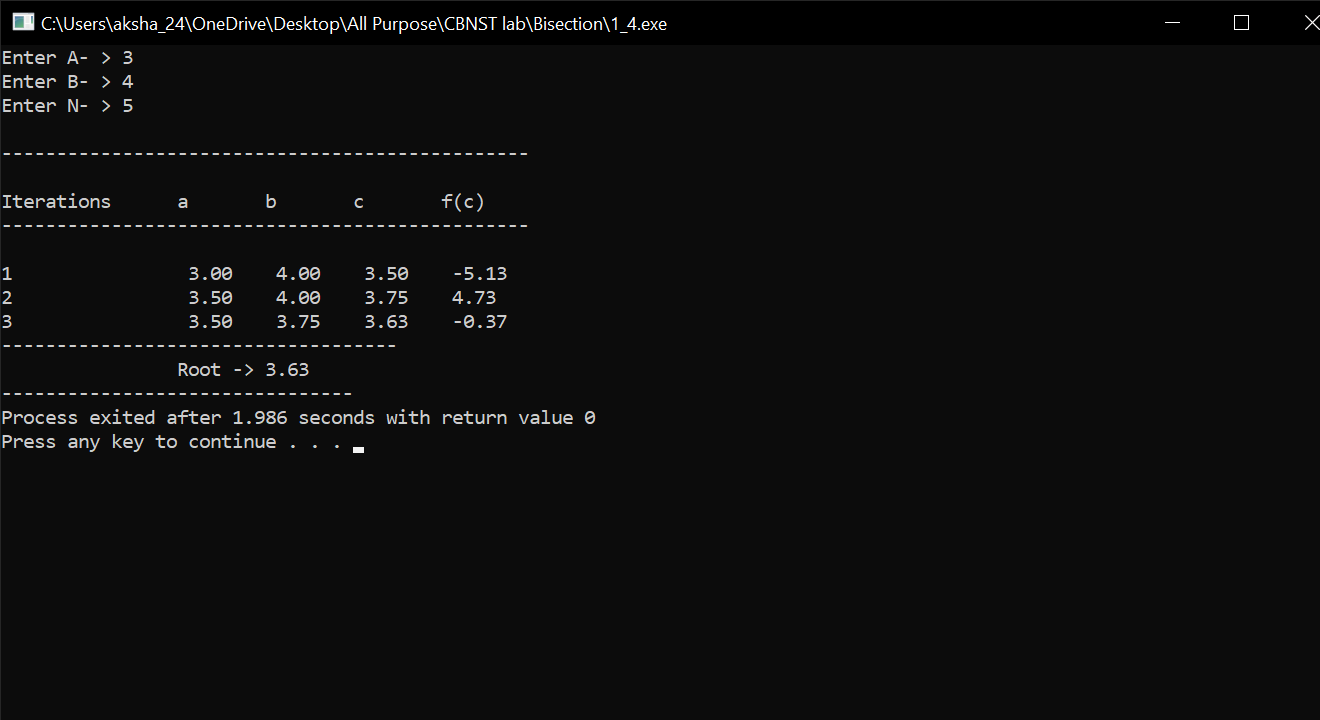 C:\Users\aksha_24\OneDrive\Desktop\All Purpose\CBNST lab\Bisection\1_4.exe
Enter A- > 3
Enter B- > 4
Enter N- > 5
------------------------------------------------
Iterations      a       b       c       f(c)
------------------------------------------------
1                3.00    4.00    3.50    -5.13
2                3.50    4.00    3.75    4.73
3                3.50    3.75    3.63    -0.37
------------------------------------
                Root -> 3.63
--------------------------------
Process exited after 1.986 seconds with return value 0
Press any key to continue . . .